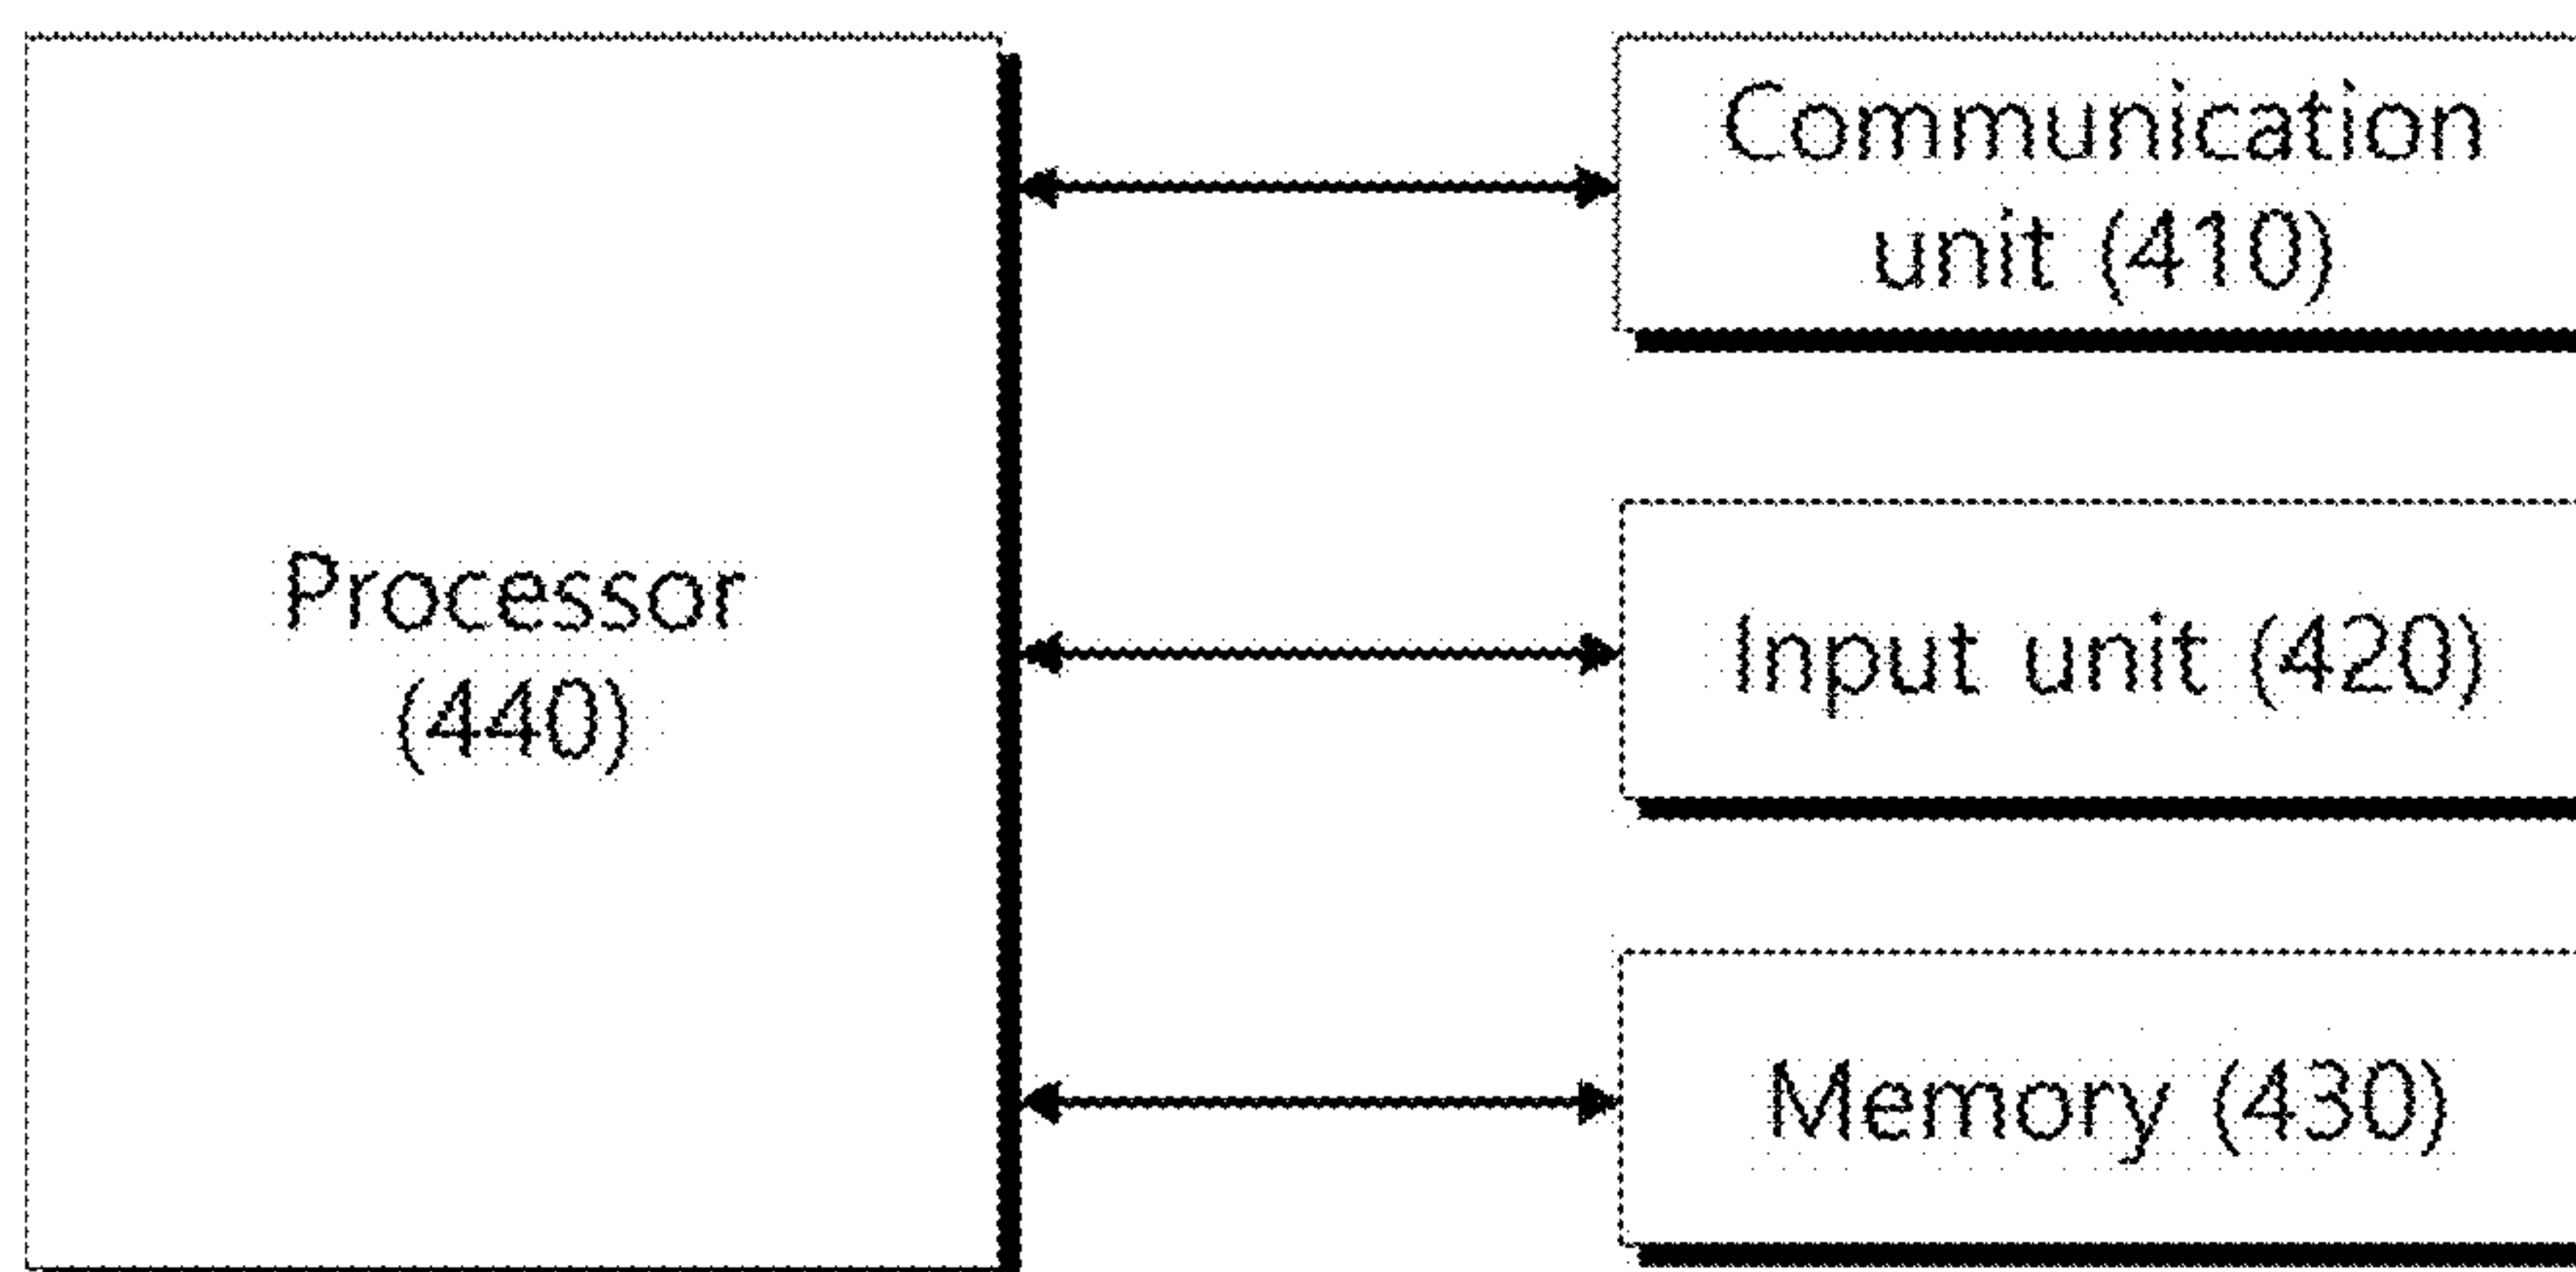 Communication
unit (410)
Processor
(440)
Input unit (420)
Memory (430)